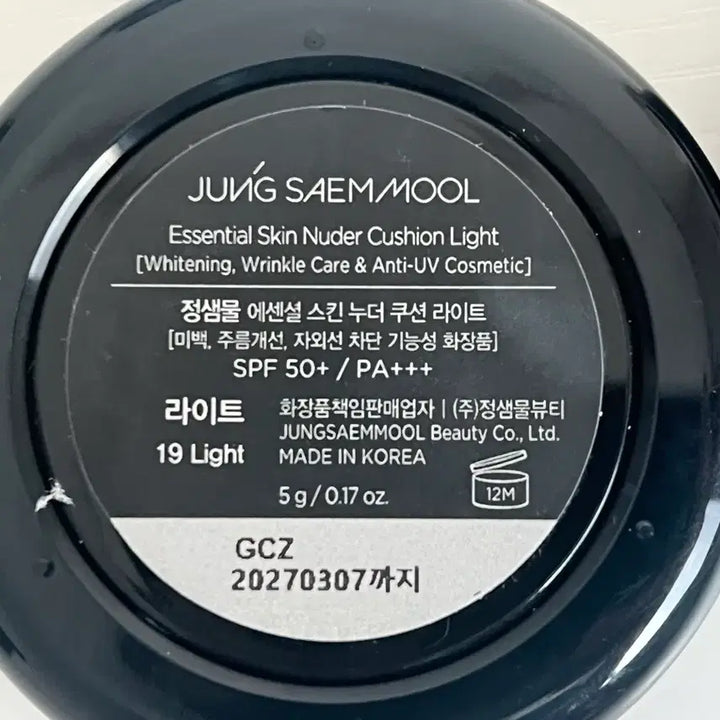 JUNG SAEMMOOL
Essential Skin Nuder Cushion Light
[Whitening, Wrinkle Care & Anti-UV Cosmetic]
정샘물 에센셜 스킨 누더 쿠션 라이트
[미백, 주름개선, 자외선 차단 기능성 화장품]
SPF 50+ / PA+++
라이트
19 Light
화장품책임판매업자 | (주)정샘물뷰티
JUNGSAEMMOOL Beauty Co., Ltd.
MADE IN KOREA
5 g / 0.17 oz.
12M
GCZ
20270307까지